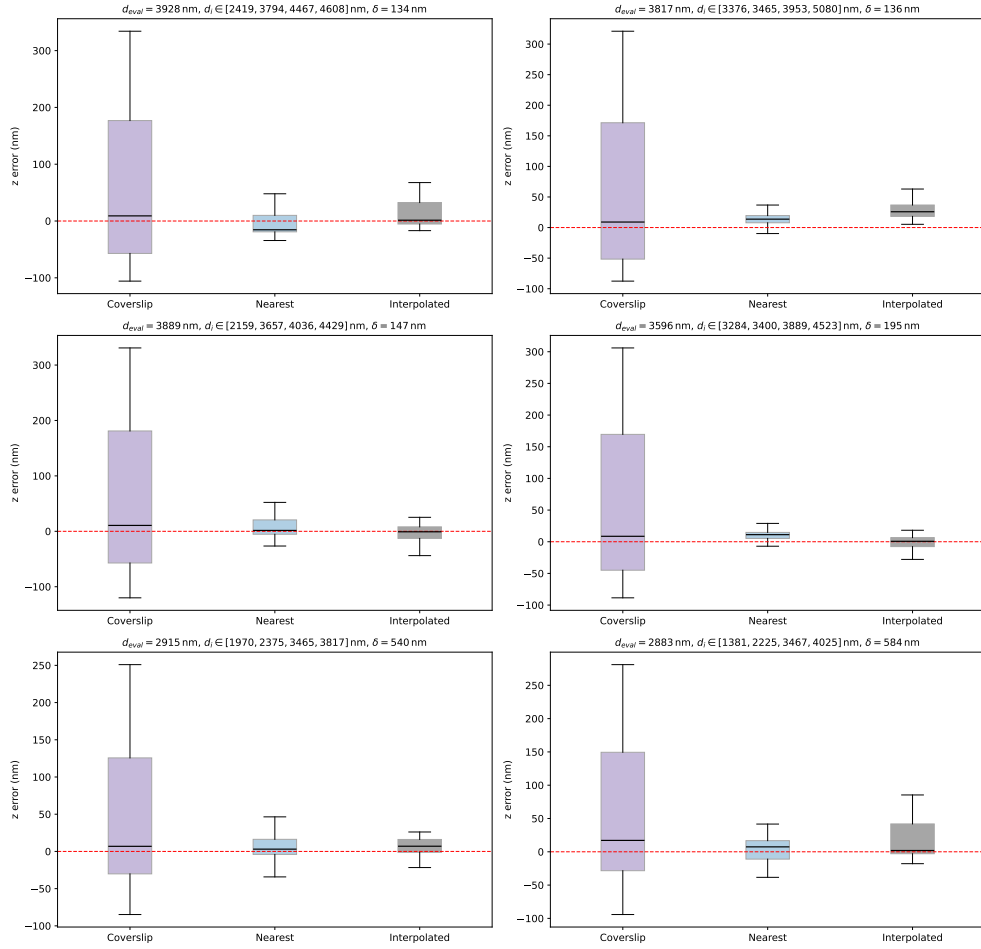 d_eval = 3928 nm, d_i ∈ [2419, 3794, 4467, 4608] nm, δ = 134 nm
z error (nm)
300
200
100
0
−100
Coverslip Nearest Interpolated
d_eval = 3817 nm, d_i ∈ [3376, 3465, 3953, 5080] nm, δ = 136 nm
z error (nm)
300
250
200
150
100
50
0
−50
−100
Coverslip Nearest Interpolated
d_eval = 3889 nm, d_i ∈ [2159, 3657, 4036, 4429] nm, δ = 147 nm
z error (nm)
300
200
100
0
−100
Coverslip Nearest Interpolated
d_eval = 3596 nm, d_i ∈ [3284, 3400, 3889, 4523] nm, δ = 195 nm
z error (nm)
300
250
200
150
100
50
0
−50
−100
Coverslip Nearest Interpolated
d_eval = 2915 nm, d_i ∈ [1970, 2375, 3465, 3817] nm, δ = 540 nm
z error (nm)
250
200
150
100
50
0
−50
−100
Coverslip Nearest Interpolated
d_eval = 2883 nm, d_i ∈ [1381, 2225, 3467, 4025] nm, δ = 584 nm
z error (nm)
250
200
150
100
50
0
−50
−100
Coverslip Nearest Interpolated